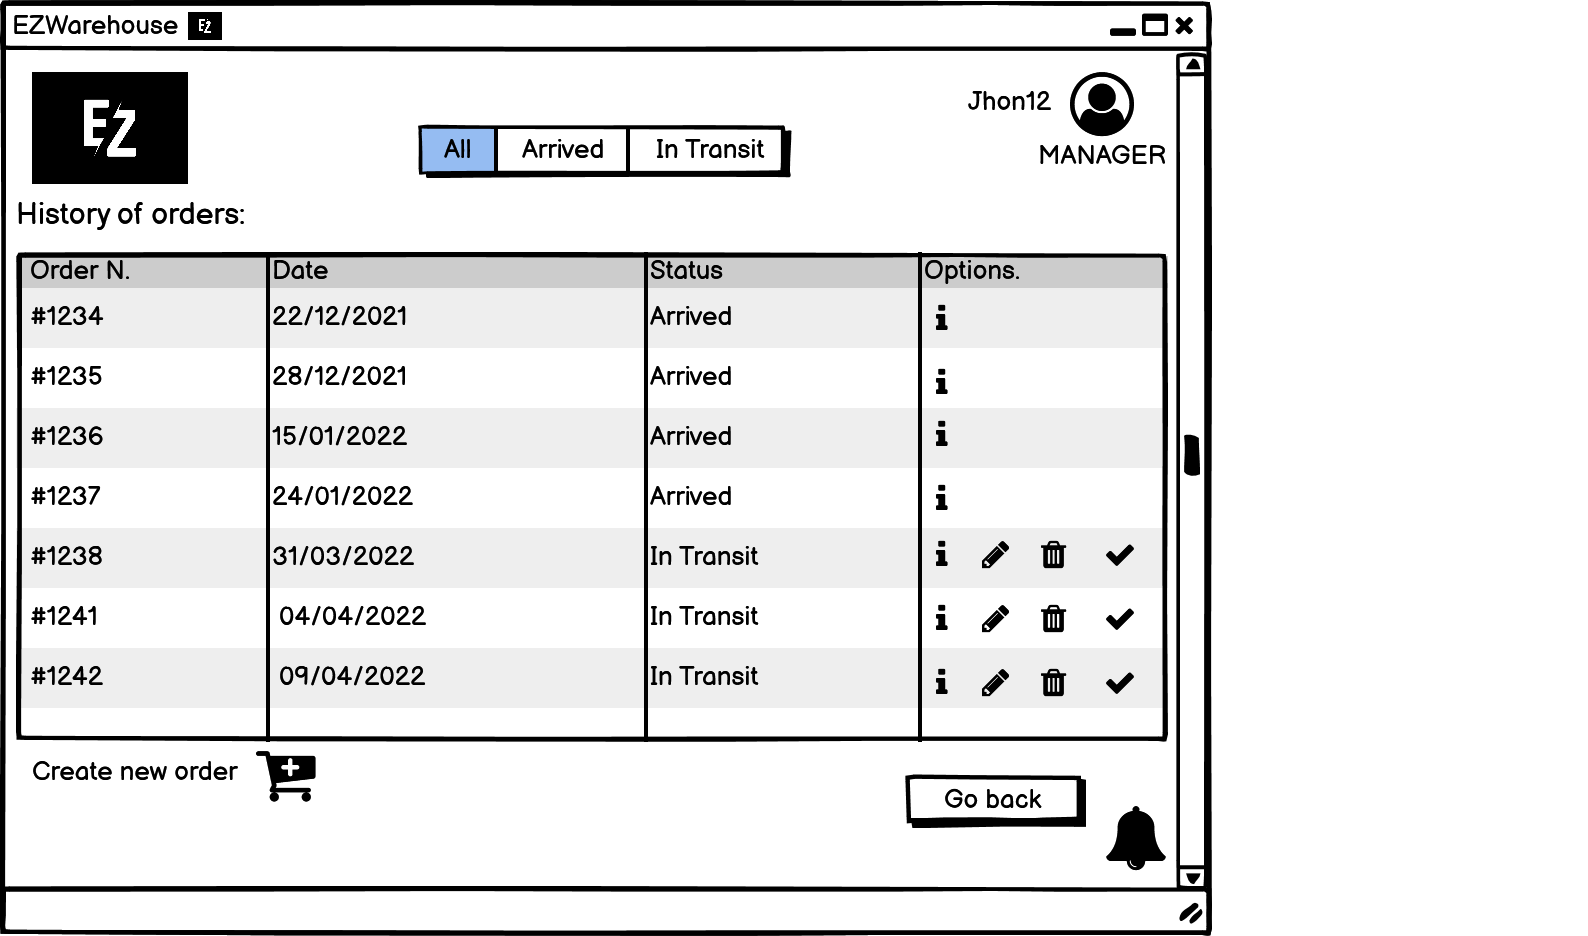 EZWarehouse EZ
EZ
Jhon12
MANAGER
All Arrived In Transit
History of orders:
Order N. Date Status Options.
#1234 22/12/2021 Arrived
#1235 28/12/2021 Arrived
#1236 15/01/2022 Arrived
#1237 24/01/2022 Arrived
#1238 31/03/2022 In Transit
#1241 04/04/2022 In Transit
#1242 09/04/2022 In Transit
Create new order
Go back